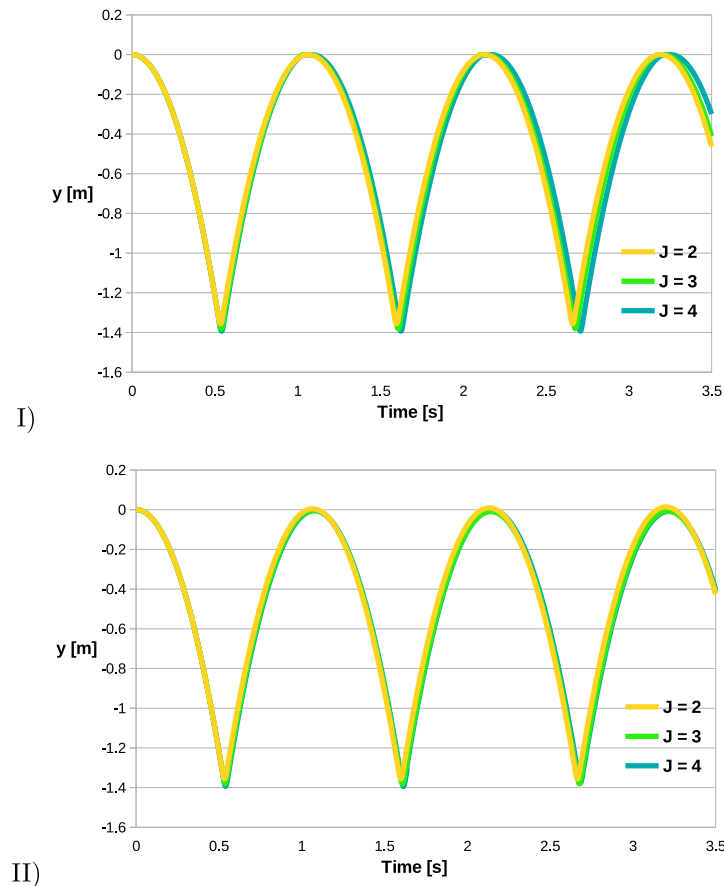 0.2
0
-0.2
-0.4
-0.6
y [m]
-0.8
-1
-1.2
-1.4
-1.6
J = 2
J = 3
J = 4
0 0.5 1 1.5 2 2.5 3 3.5
Time [s]
I)
0.2
0
-0.2
-0.4
-0.6
y [m]
-0.8
-1
-1.2
-1.4
-1.6
J = 2
J = 3
J = 4
0 0.5 1 1.5 2 2.5 3 3.5
Time [s]
II)